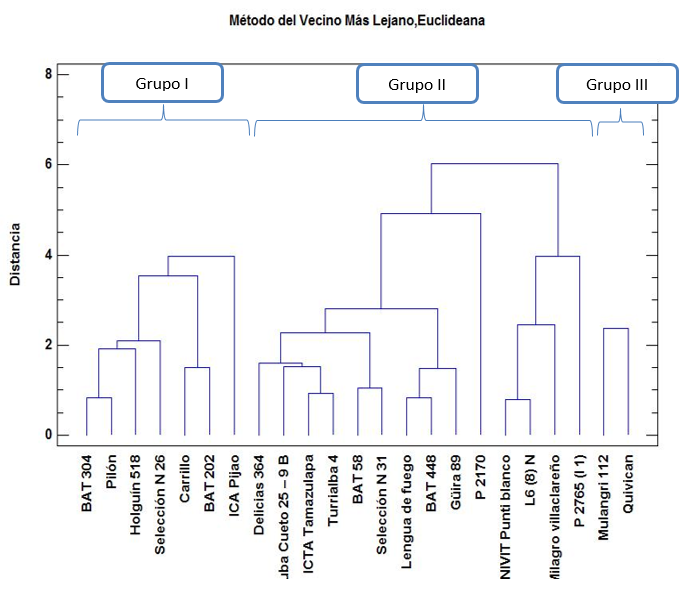 Método del Vecino Más Lejano,Euclideana
Grupo I
Grupo II
Grupo III
Distancia
8
6
4
2
0
BAT 304
Pilón
Holguín 518
Selección N 26
Carrillo
BAT 202
ICA Pijao
Delicias 364
uba Cueto 25 – 9 B
ICTA Tamazulapa
Turrialba 4
BAT 58
Selección N 31
Lengua de fuego
BAT 448
Güira 89
P 2170
NIVIT Punti blanco
L6 (8) N
Milagro villaclareño
P 2765 (I 1)
Mulangri 112
Quivican